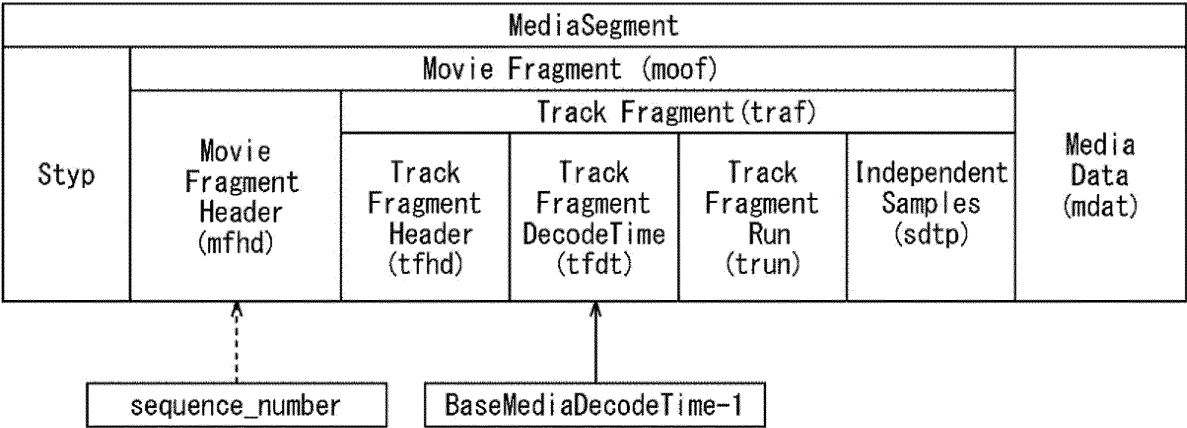 MediaSegment
Movie Fragment (moof)
Track Fragment(traf)
Styp
Movie
Fragment
Header
(mfhd)
Track
Fragment
Header
(tfhd)
Track
Fragment
DecodeTime
(tfdt)
Track
Fragment
Run
(trun)
Independent
Samples
(sdtp)
Media
Data
(mdat)
sequence_number
BaseMediaDecodeTime-1